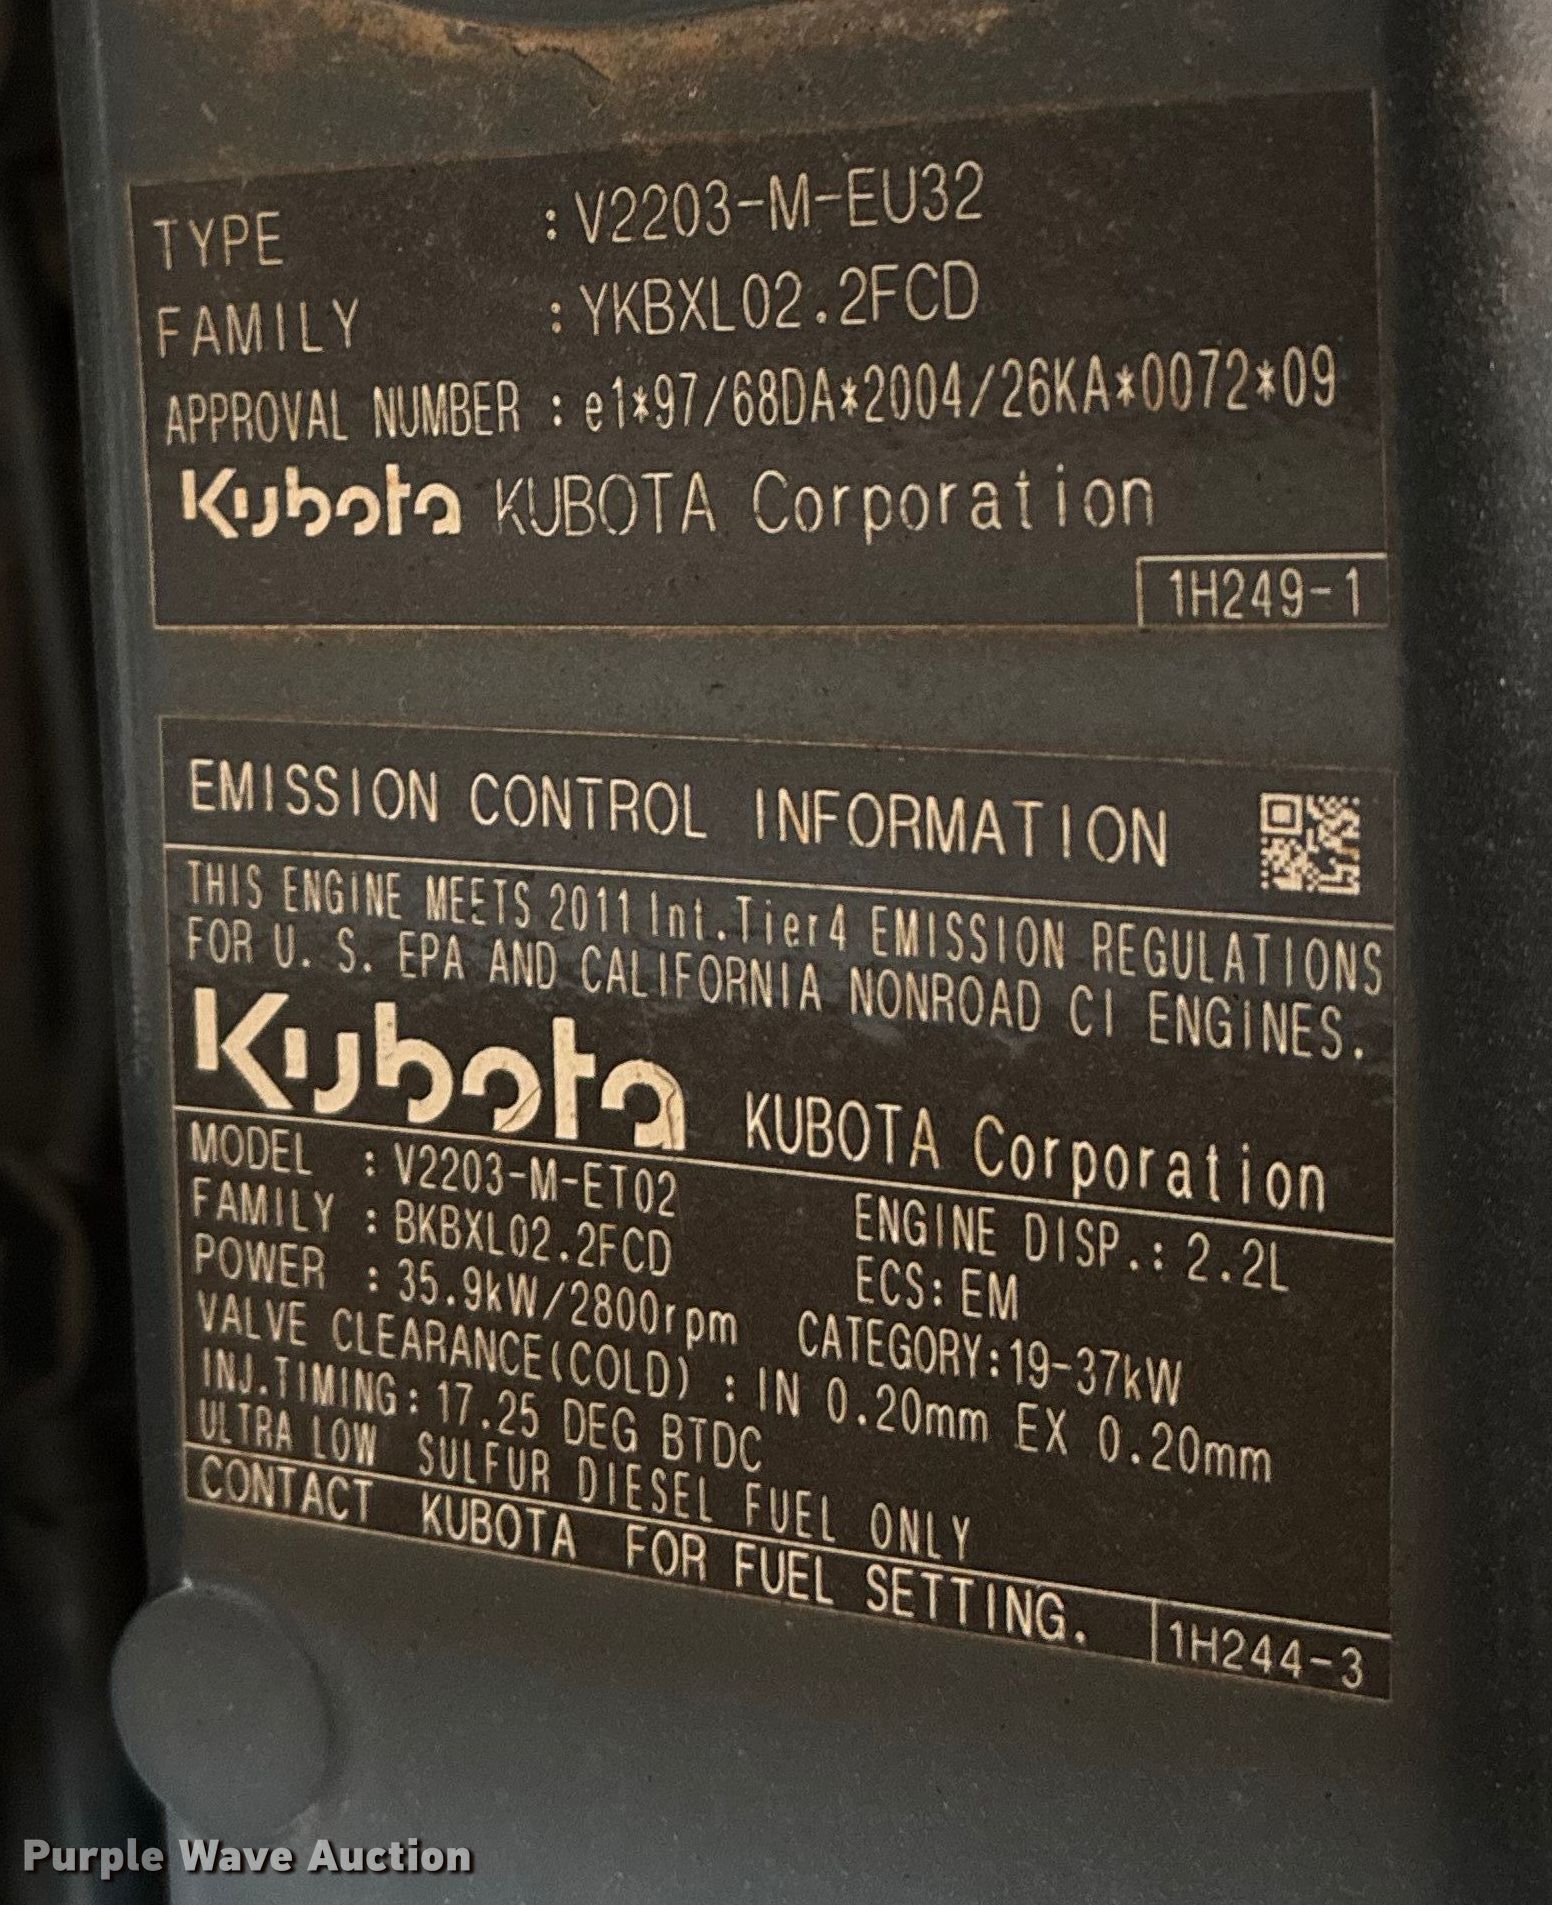 TYPE : V2203-M-EU32
FAMILY : YKBXL02.2FCD
APPROVAL NUMBER : e1*97/68DA*2004/26KA*0072*09
Kubota KUBOTA Corporation
1H249-1
EMISSION CONTROL INFORMATION
THIS ENGINE MEETS 2011 Int.Tier4 EMISSION REGULATIONS
FOR U. S. EPA AND CALIFORNIA NONROAD CI ENGINES.
Kubota KUBOTA Corporation
MODEL : V2203-M-ET02 ENGINE DISP.: 2.2L
FAMILY : BKBXL02.2FCD ECS: EM
POWER : 35.9kW/2800rpm CATEGORY:19-37kW
VALVE CLEARANCE(COLD) : IN 0.20mm EX 0.20mm
INJ.TIMING: 17.25 DEG BTDC
ULTRA LOW SULFUR DIESEL FUEL ONLY
CONTACT KUBOTA FOR FUEL SETTING.
1H244-3
Purple Wave Auction